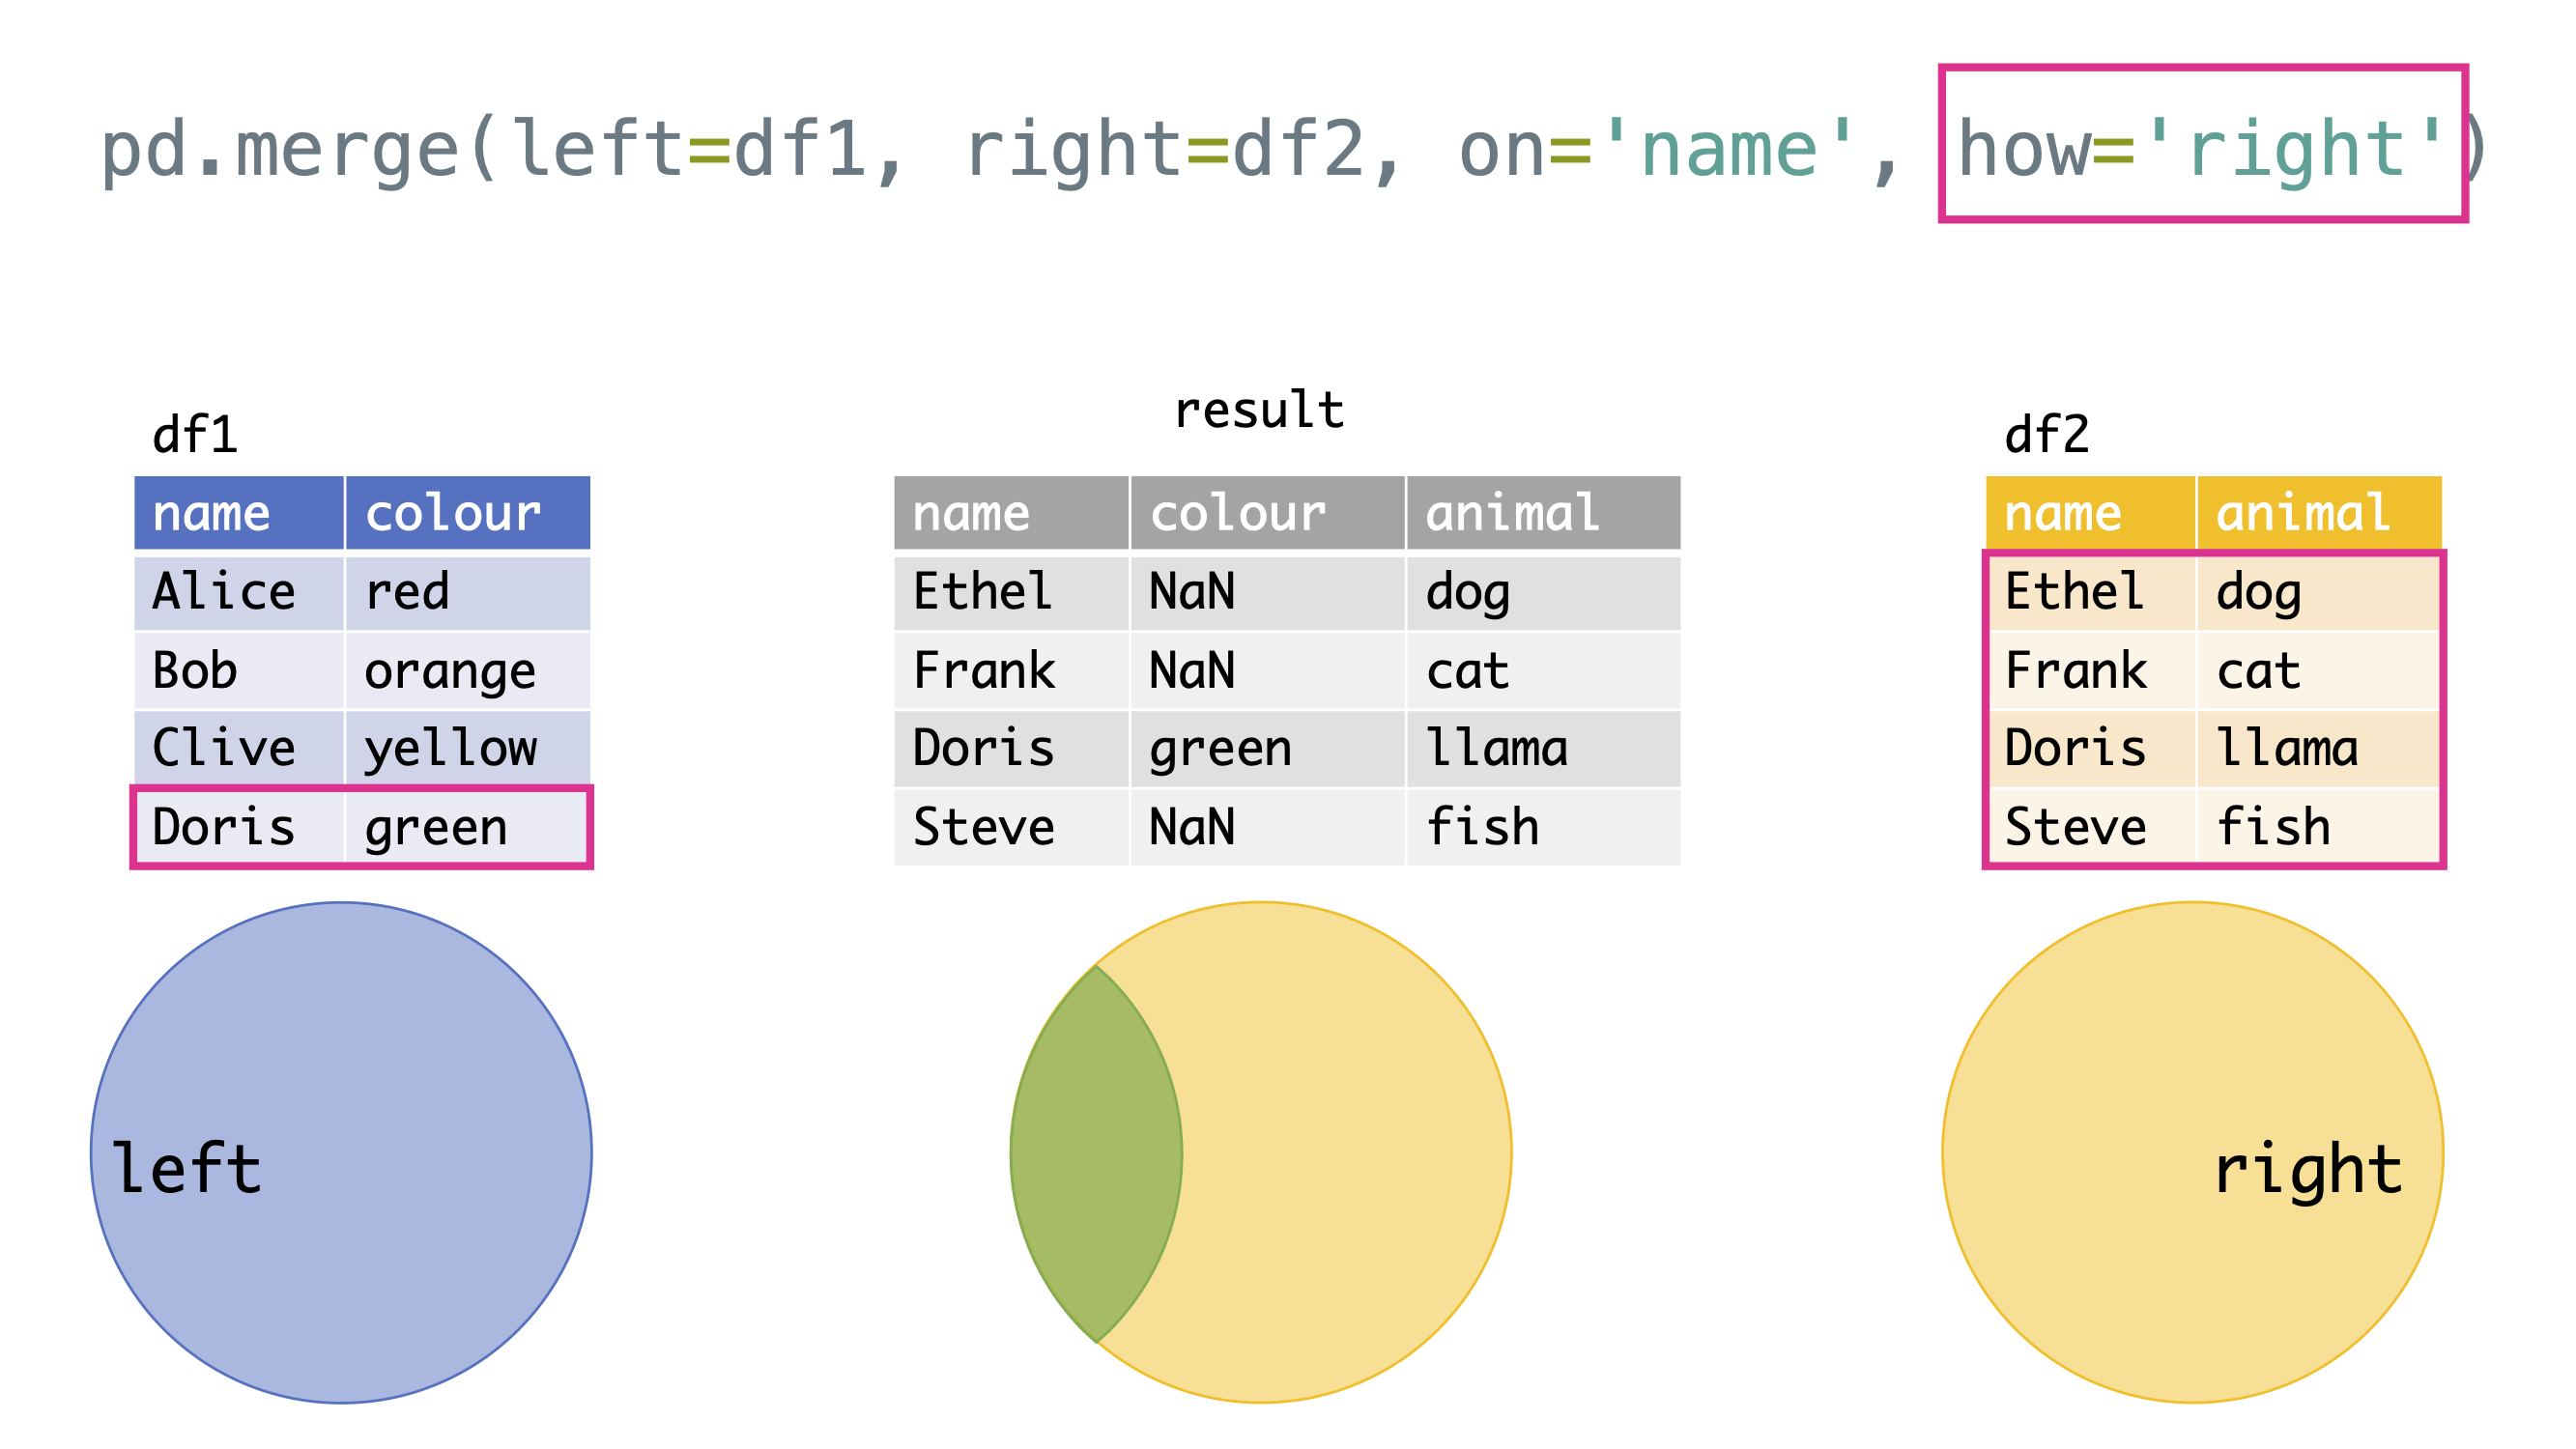 pd.merge(left=df1, right=df2, on='name', how='right')
result
df1
df2
name colour
name colour animal
name animal
Alice red
Ethel NaN dog
Ethel dog
Bob orange
Frank NaN cat
Frank cat
Clive yellow
Doris green llama
Doris llama
Doris green
Steve NaN fish
Steve fish
left
right